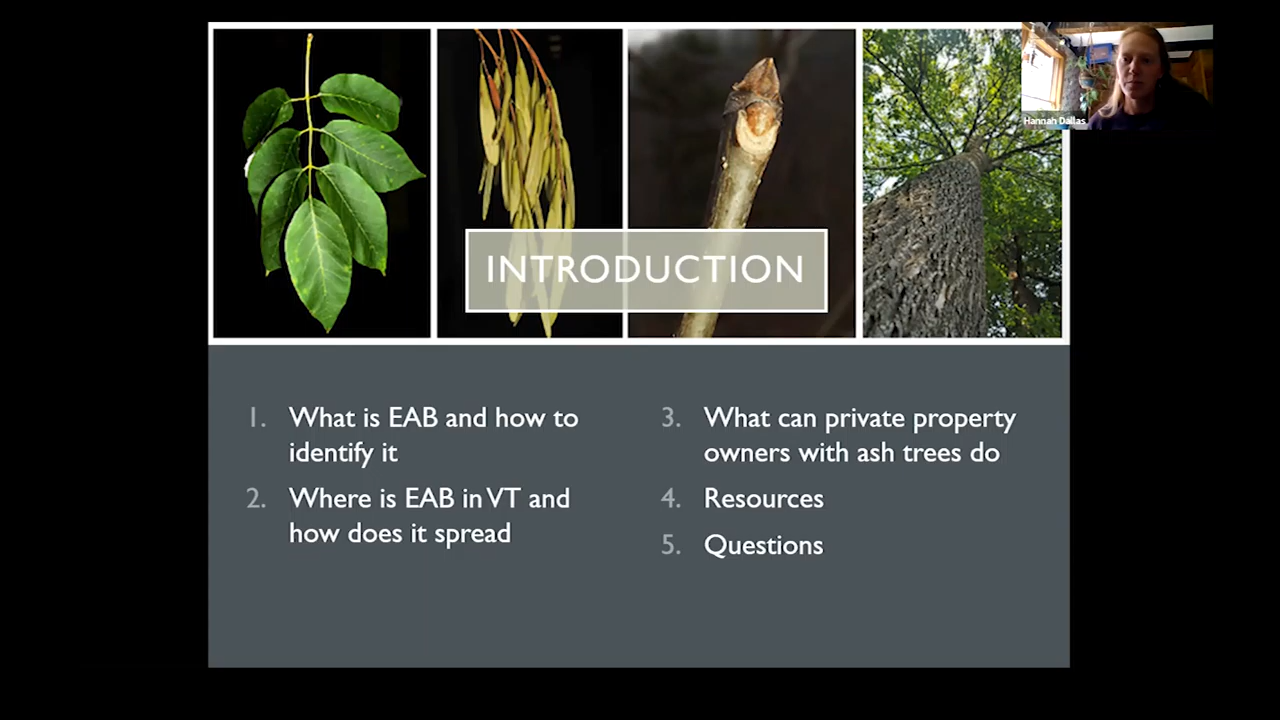 Hannah Dallas
INTRODUCTION
1. What is EAB and how to
identify it
2. Where is EAB in VT and
how does it spread
3. What can private property
owners with ash trees do
4. Resources
5. Questions